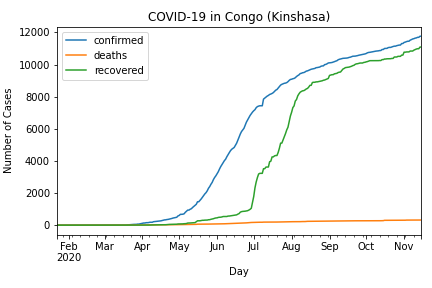 COVID-19 in Congo (Kinshasa)
confirmed
deaths
recovered
Number of Cases
12000
10000
8000
6000
4000
2000
0
Feb Mar Apr May Jun Jul Aug Sep Oct Nov
2020
Day